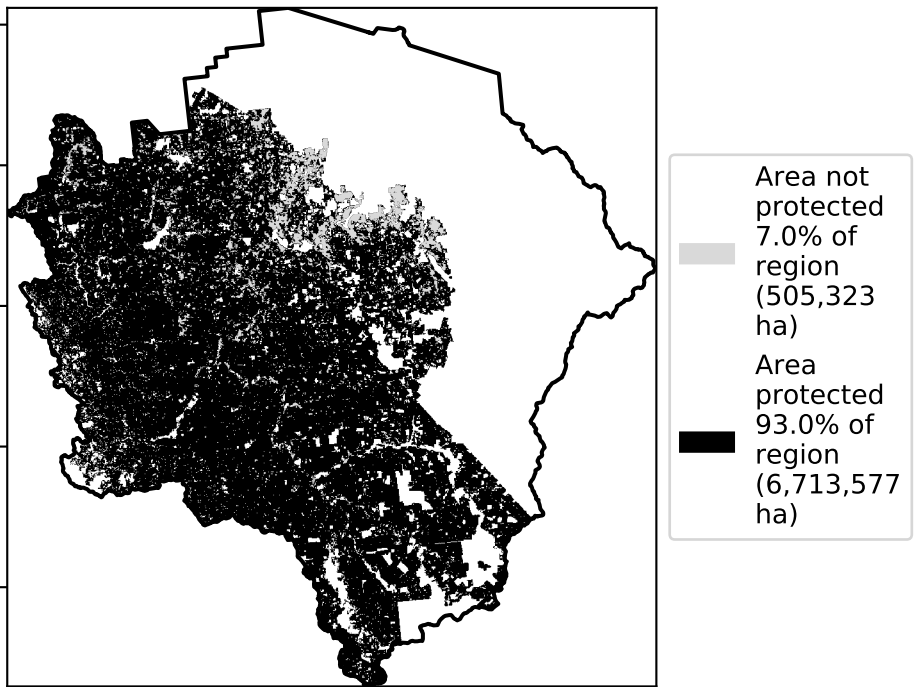 Area not
protected
7.0% of
region
(505,323
ha)
Area
protected
93.0% of
region
(6,713,577
ha)